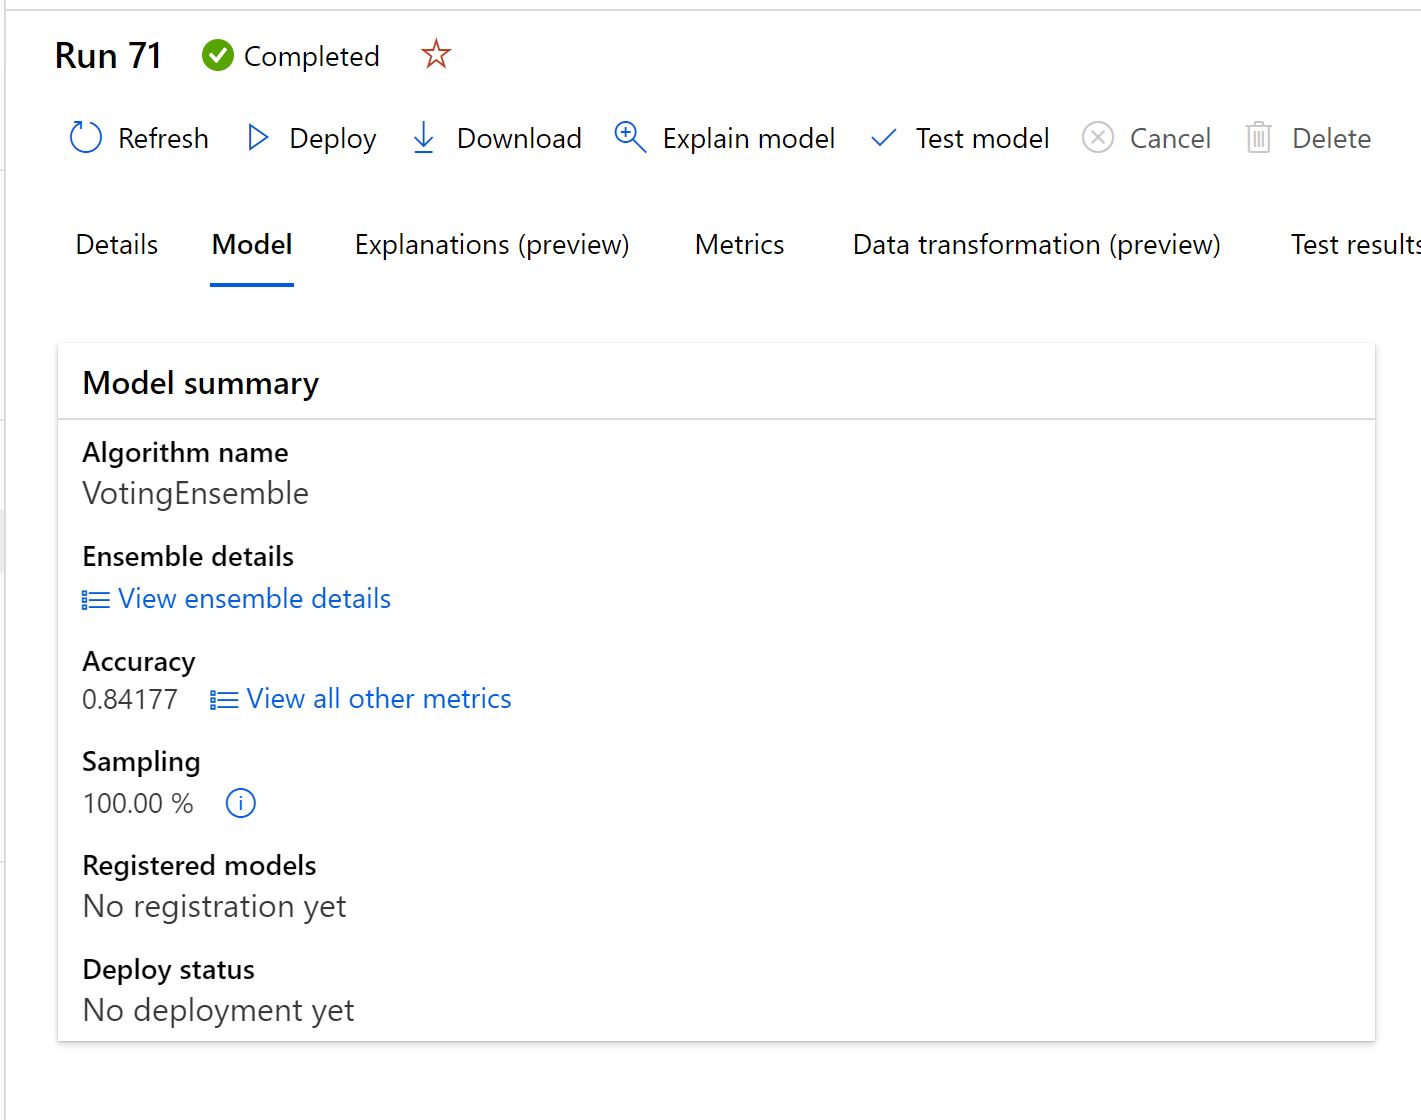 Run 71 Completed
Refresh Deploy Download Explain model Test model Cancel Delete
Details Model Explanations (preview) Metrics Data transformation (preview) Test results
Model summary
Algorithm name
VotingEnsemble
Ensemble details
View ensemble details
Accuracy
0.84177 View all other metrics
Sampling
100.00 %
Registered models
No registration yet
Deploy status
No deployment yet